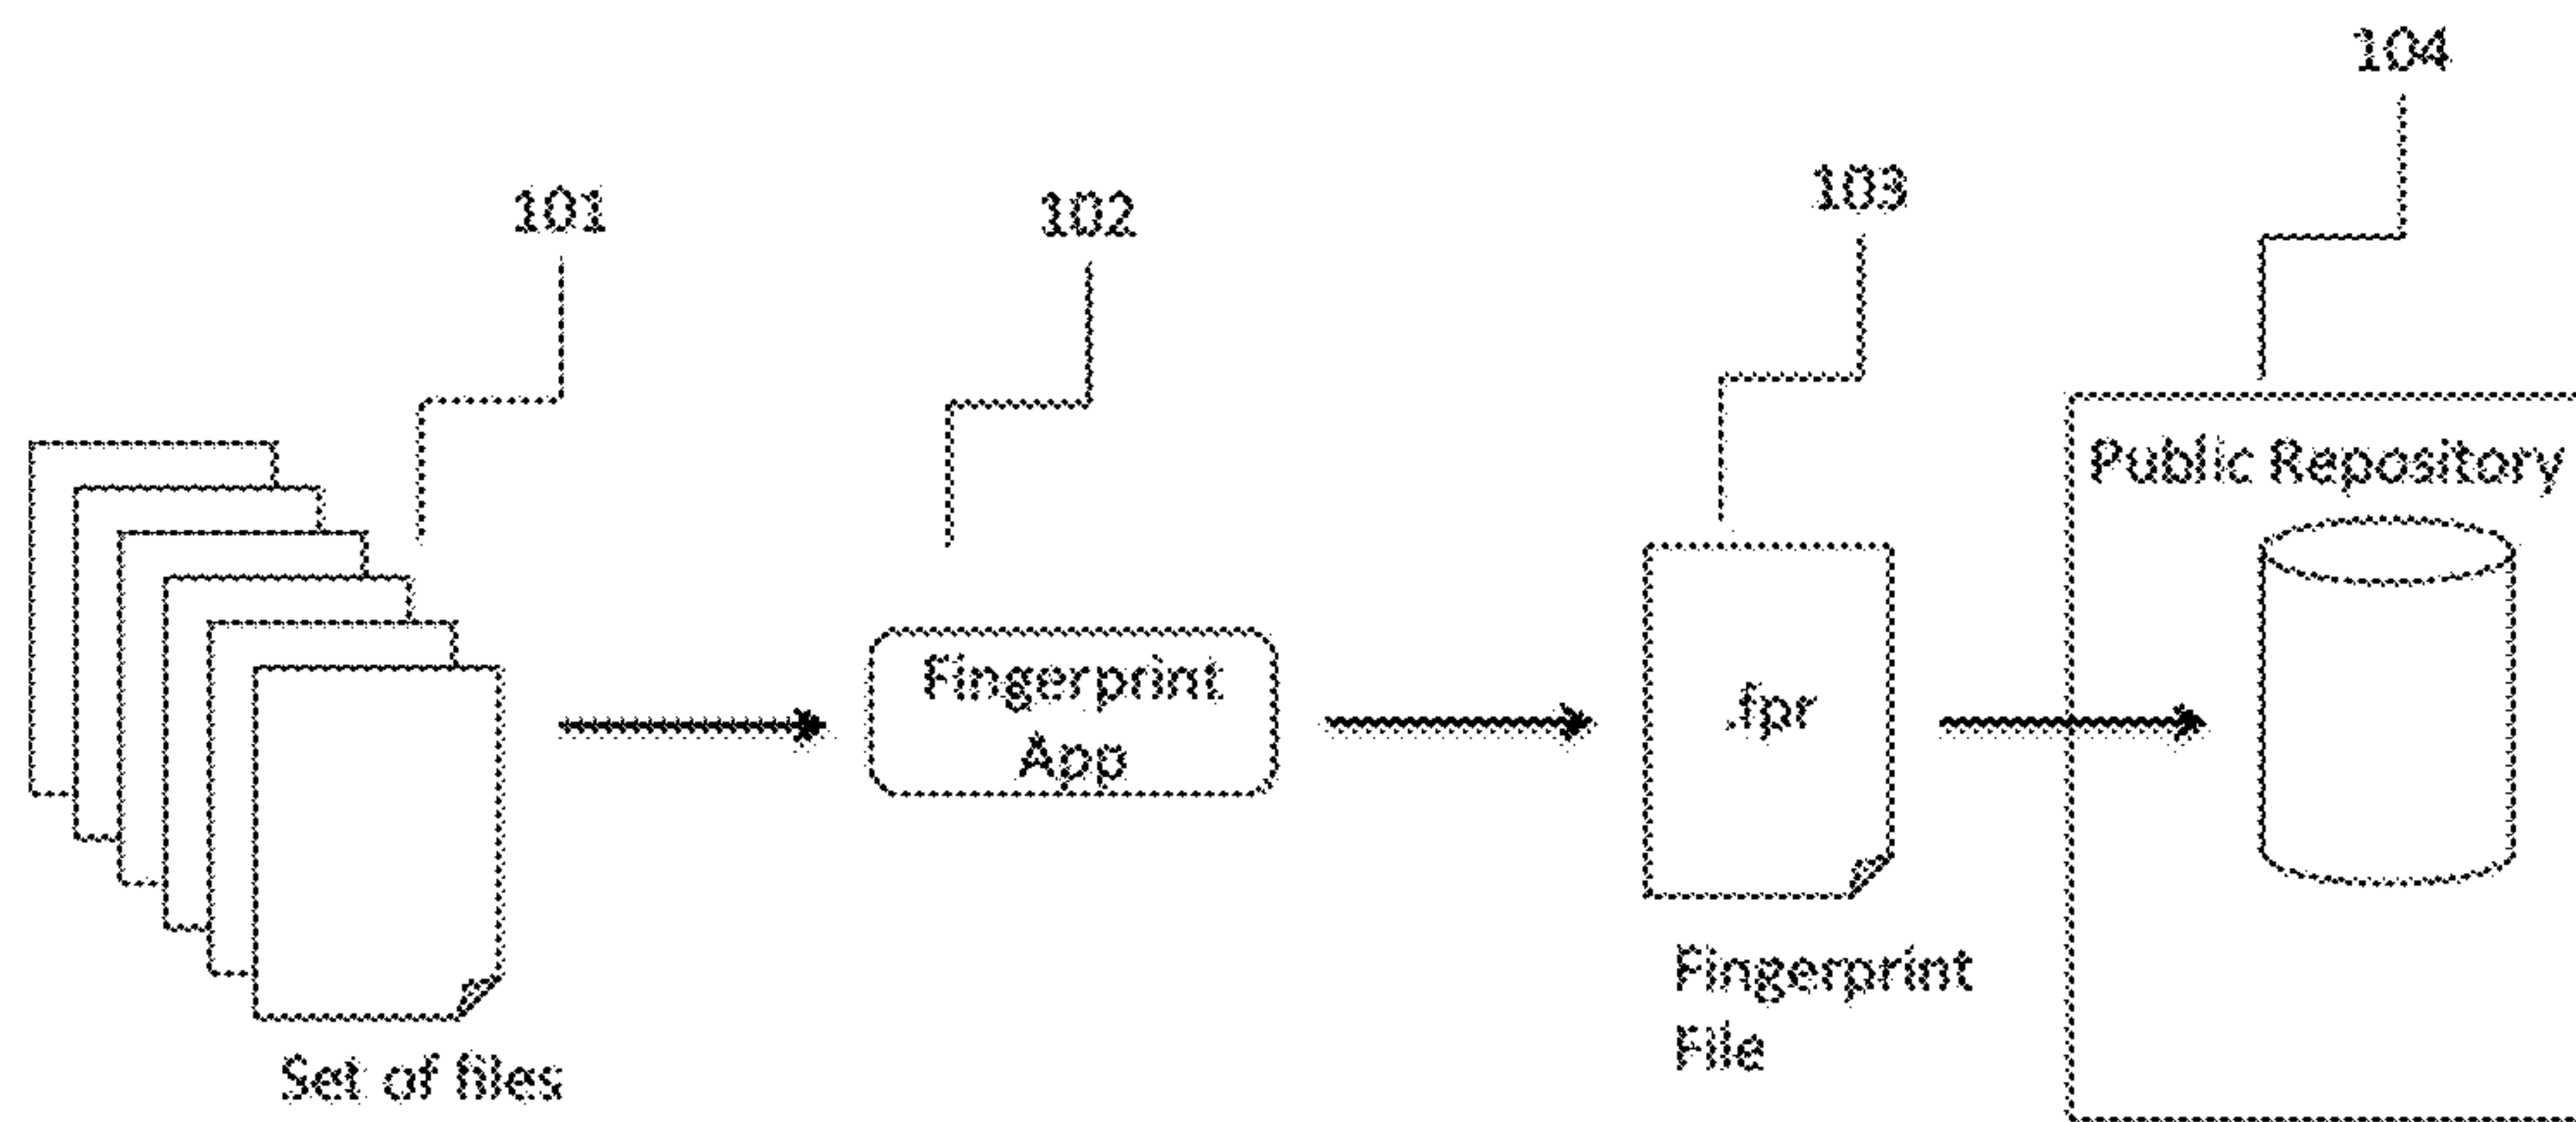 104
103
101
102
Public Repository
Fingerprint
App
.fpr
Fingerprint
File
Set of files